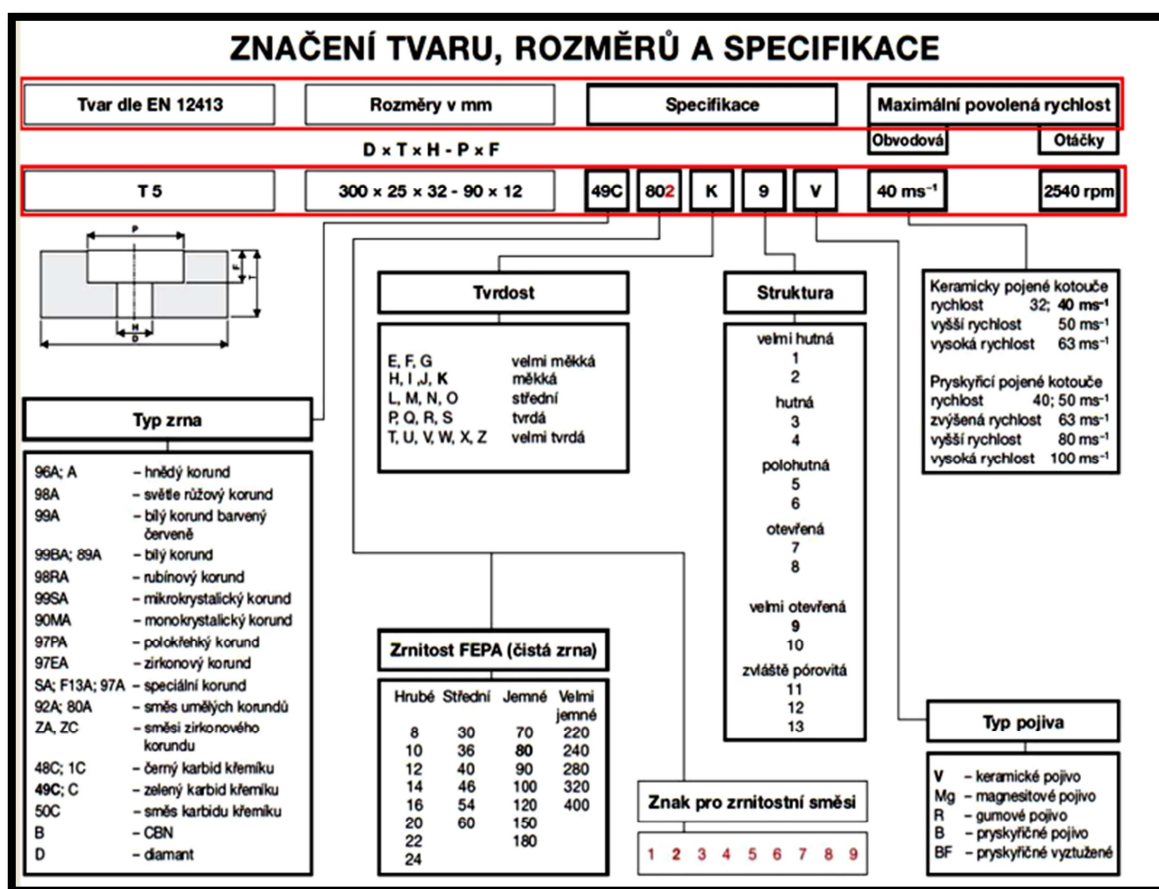 ZNAČENÍ TVARU, ROZMĚRŮ A SPECIFIKACE
Tvar dle EN 12413
Rozměry v mm
Specifikace
Maximální povolená rychlost
D × T × H - P × F
Obvodová
Otáčky
T 5
300 × 25 × 32 - 90 × 12
49C
802
K
9
V
40 ms⁻¹
2540 rpm
P
F
T
H
D
Typ zrna
96A; A – hnědý korund
98A – světle růžový korund
99A – bílý korund barvený
červeně
99BA; 89A – bílý korund
98RA – rubínový korund
99SA – mikrokrystalický korund
90MA – monokrystalický korund
97PA – polokřehký korund
97EA – zirkonový korund
SA; F13A; 97A – speciální korund
92A; 80A – směs umělých korundů
ZA, ZC – směsi zirkonového
korundu
48C; 1C – černý karbid křemíku
49C; C – zelený karbid křemíku
50C – směs karbidu křemíku
B – CBN
D – diamant
Tvrdost
E, F, G velmi měkká
H, I ,J, K měkká
L, M, N, O střední
P, Q, R, S tvrdá
T, U, V, W, X, Z velmi tvrdá
Zrnitost FEPA (čistá zrna)
Hrubé Střední Jemné Velmi
jemné
8 30 70 220
10 36 80 240
12 40 90 280
14 46 100 320
16 54 120 400
20 60 150
22 180
24
Struktura
velmi hutná
1
2
hutná
3
4
polohutná
5
6
otevřená
7
8
velmi otevřená
9
10
zvláště pórovitá
11
12
13
Znak pro zrnitostní směsi
1 2 3 4 5 6 7 8 9
Keramicky pojené kotouče
rychlost 32; 40 ms⁻¹
vyšší rychlost 50 ms⁻¹
vysoká rychlost 63 ms⁻¹
Pryskyřicí pojené kotouče
rychlost 40; 50 ms⁻¹
zvýšená rychlost 63 ms⁻¹
vyšší rychlost 80 ms⁻¹
vysoká rychlost 100 ms⁻¹
Typ pojiva
V – keramické pojivo
Mg – magnesitové pojivo
R – gumové pojivo
B – pryskyřičné pojivo
BF – pryskyřičné vyztužené